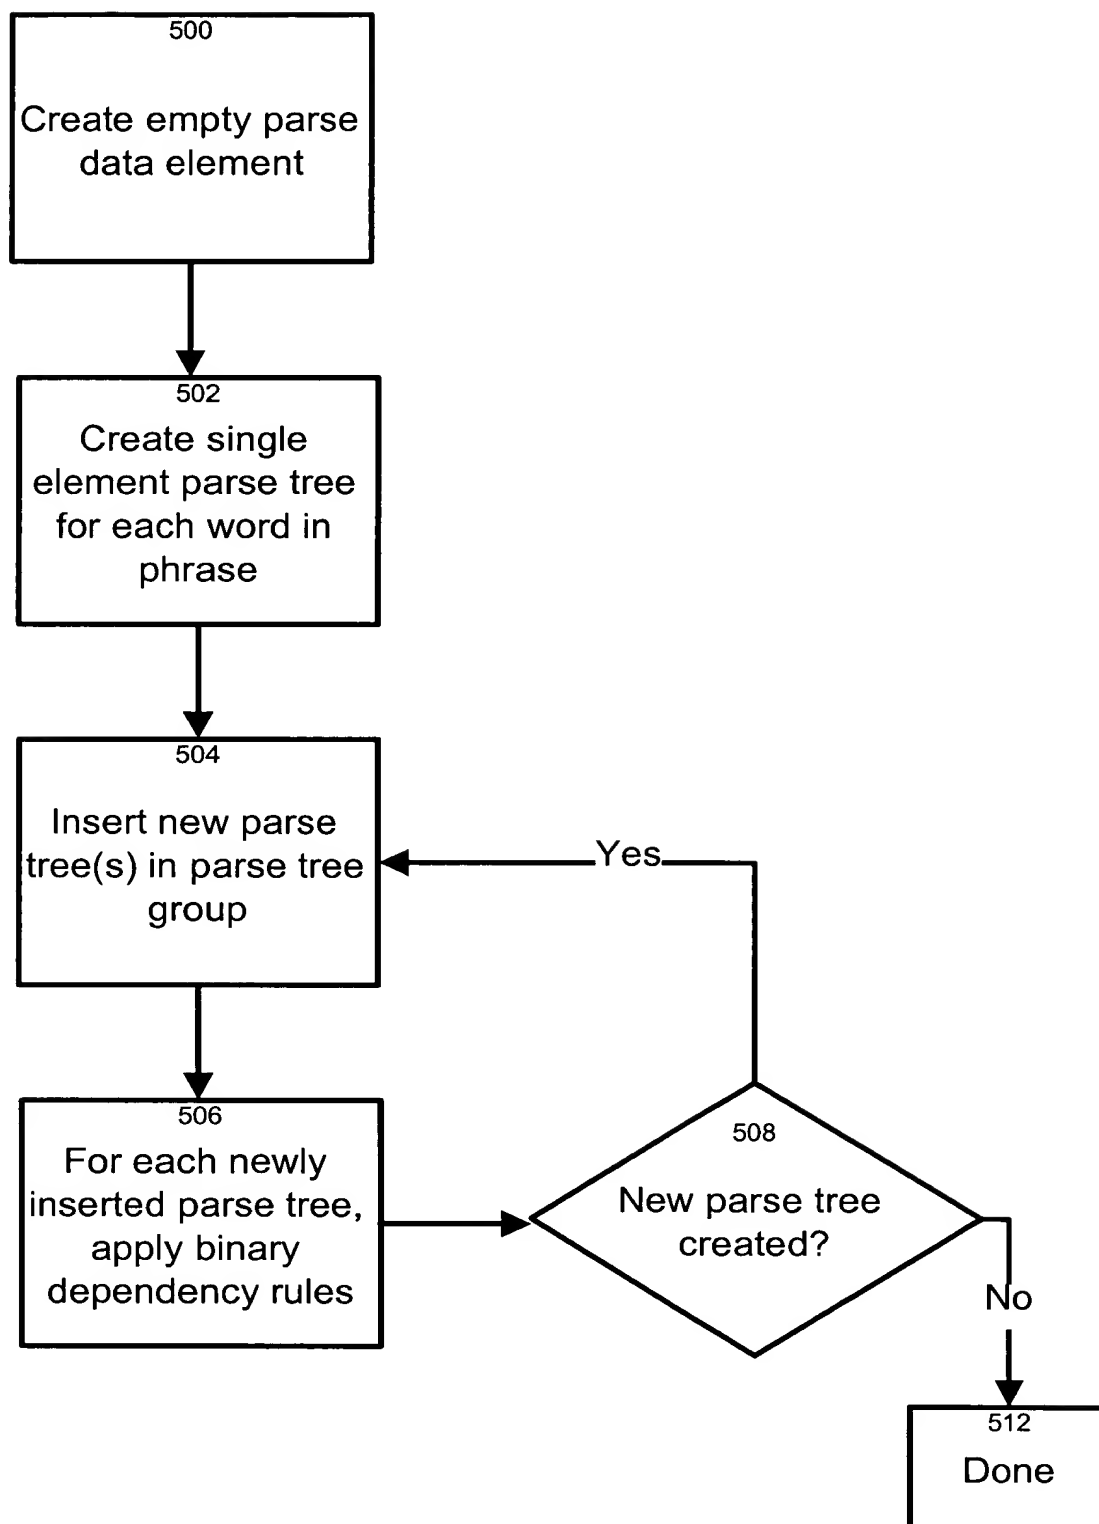 500
Create empty parse
data element
502
Create single
element parse tree
for each word in
phrase
504
Insert new parse
tree(s) in parse tree
group
Yes
506
For each newly
inserted parse tree,
apply binary
dependency rules
508
New parse tree
created?
No
512
Done